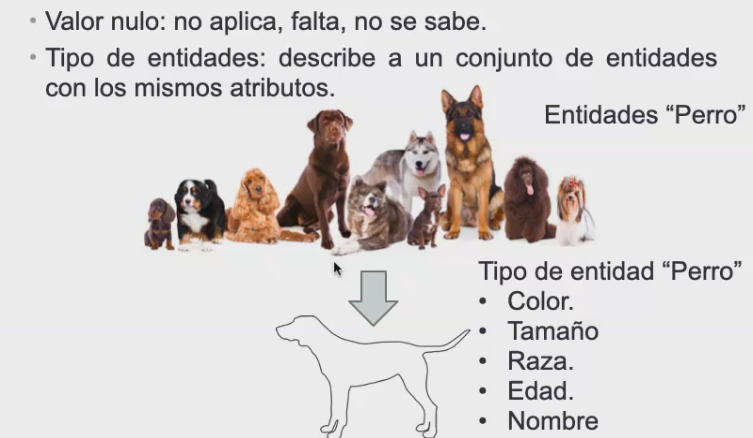 • Valor nulo: no aplica, falta, no se sabe.
• Tipo de entidades: describe a un conjunto de entidades
con los mismos atributos.
Entidades “Perro”
Tipo de entidad “Perro”
• Color.
• Tamaño
• Raza.
• Edad.
• Nombre